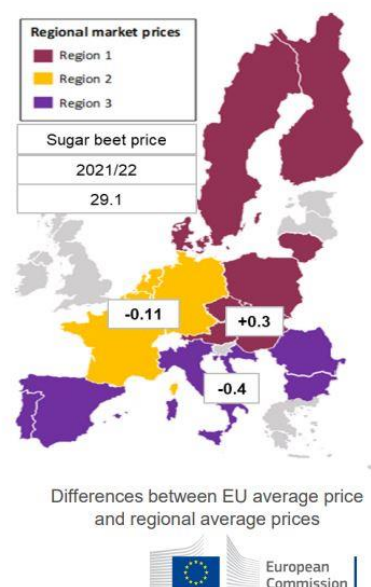 Regional market prices
Region 1
Region 2
Region 3
Sugar beet price
2021/22
29.1
-0.11
+0.3
-0.4
Differences between EU average price
and regional average prices
European
Commission